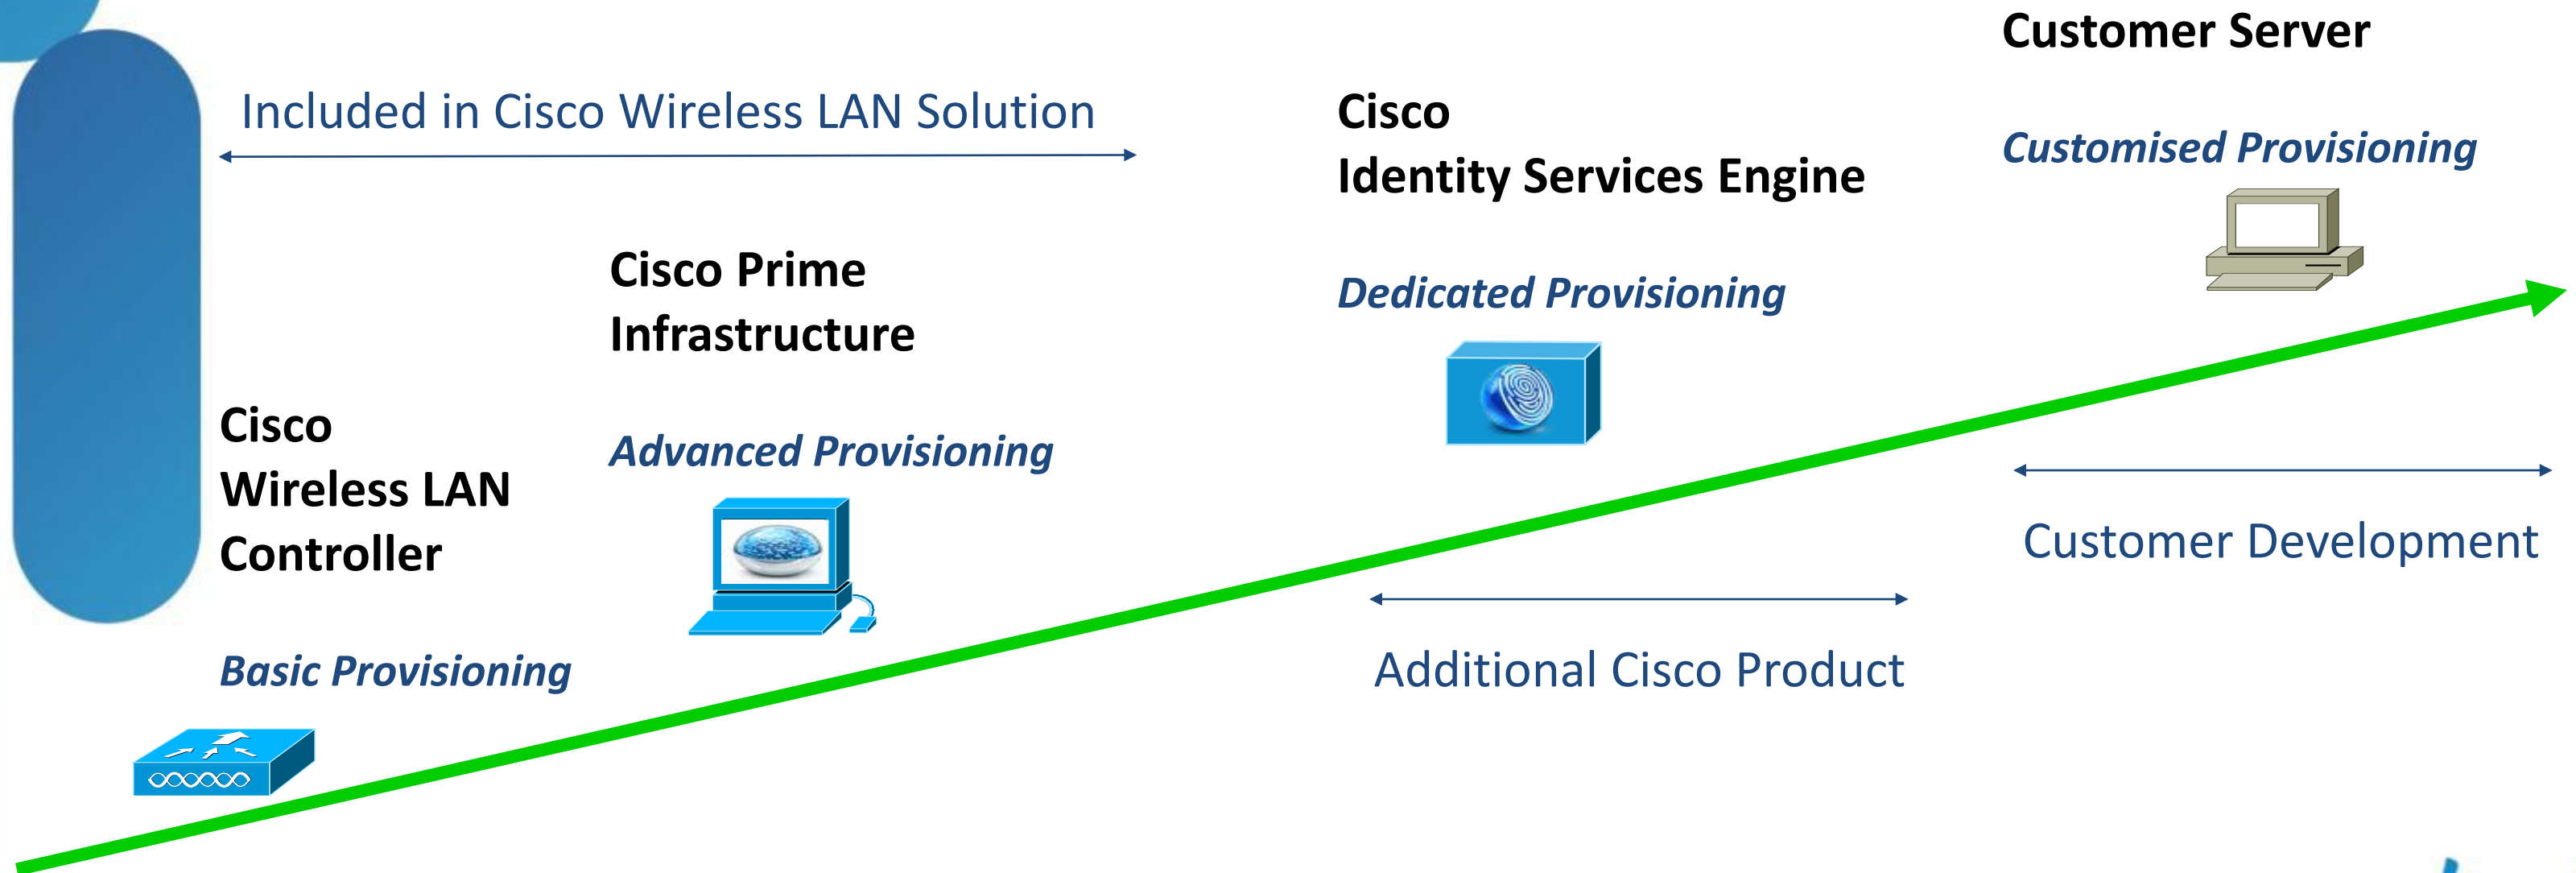 Customer Server
Included in Cisco Wireless LAN Solution
Cisco
Identity Services Engine
Customised Provisioning
Cisco Prime
Infrastructure
Dedicated Provisioning
Cisco
Wireless LAN
Controller
Advanced Provisioning
Customer Development
Basic Provisioning
Additional Cisco Product